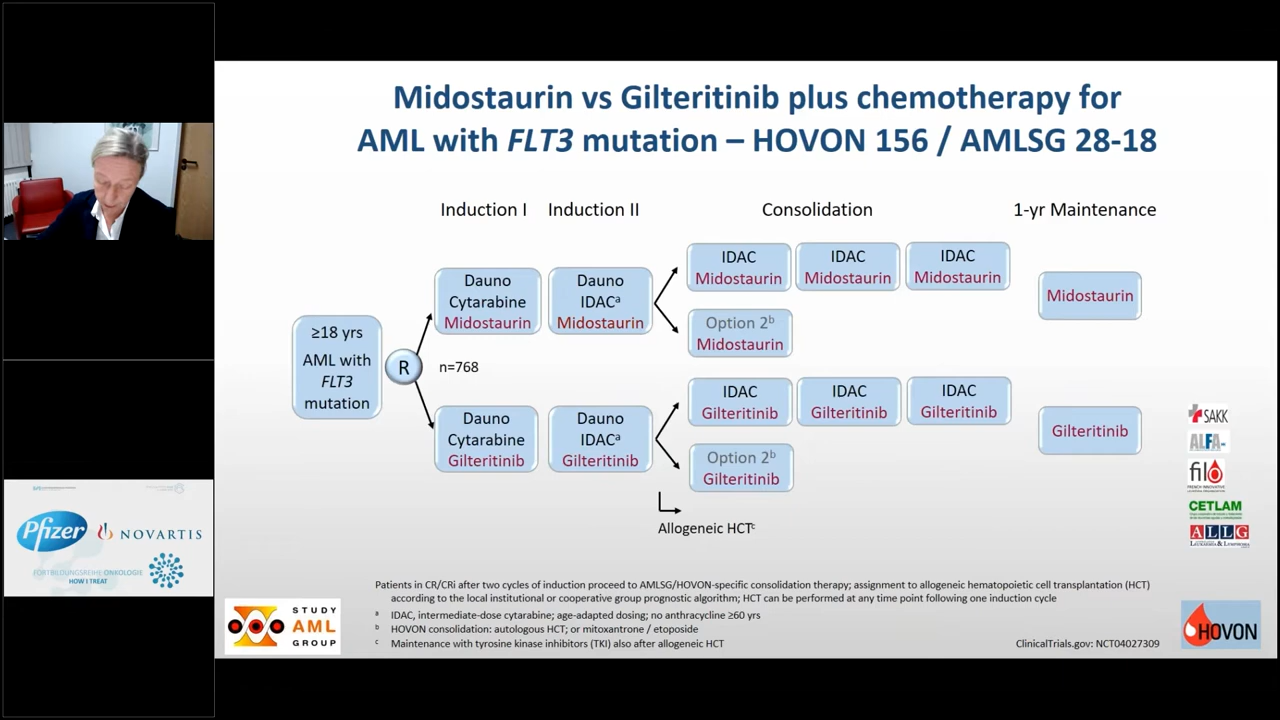 Midostaurin vs Gilteritinib plus chemotherapy for
AML with FLT3 mutation – HOVON 156 / AMLSG 28-18
Induction I
Induction II
Consolidation
1-yr Maintenance
≥18 yrs
AML with
FLT3
mutation
R
n=768
Dauno
Cytarabine
Midostaurin
Dauno
IDACª
Midostaurin
IDAC
Midostaurin
IDAC
Midostaurin
IDAC
Midostaurin
Option 2ᵇ
Midostaurin
Midostaurin
Dauno
Cytarabine
Gilteritinib
Dauno
IDACª
Gilteritinib
IDAC
Gilteritinib
IDAC
Gilteritinib
IDAC
Gilteritinib
Option 2ᵇ
Gilteritinib
Gilteritinib
Allogeneic HCTᶜ
SAKK
ALFA-
filo
CETLAM
ALLG
Leukaemia & Lymphoma
Pfizer
NOVARTIS
FORTBILDUNGSREIHE ONKOLOGIE
HOW I TREAT
Patients in CR/CRi after two cycles of induction proceed to AMLSG/HOVON-specific consolidation therapy; assignment to allogeneic hematopoietic cell transplantation (HCT)
according to the local institutional or cooperative group prognostic algorithm; HCT can be performed at any time point following one induction cycle
ª IDAC, intermediate-dose cytarabine; age-adapted dosing; no anthracycline ≥60 yrs
ᵇ HOVON consolidation: autologous HCT; or mitoxantrone / etoposide
ᶜ Maintenance with tyrosine kinase inhibitors (TKI) also after allogeneic HCT
ClinicalTrials.gov: NCT04027309
STUDY
AML
GROUP
HOVON